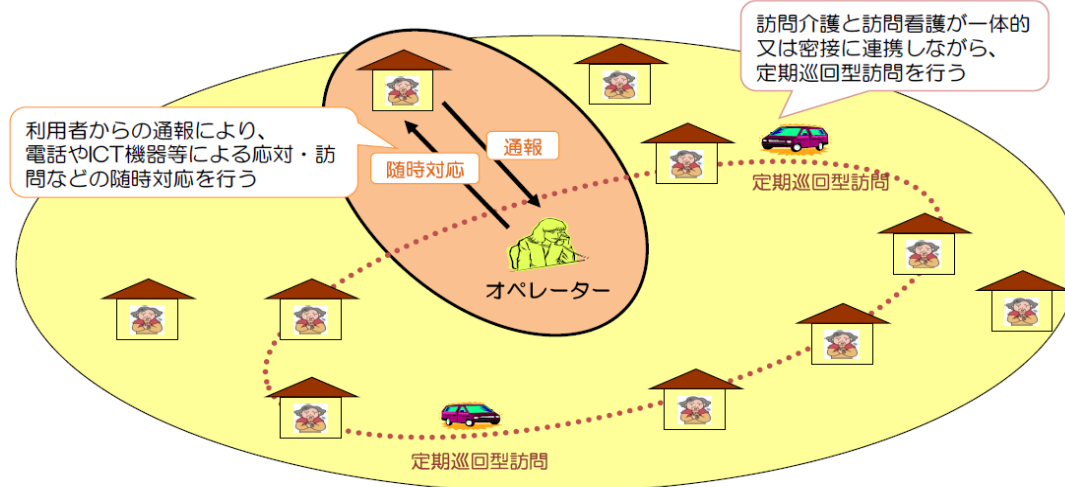 訪問介護と訪問看護が一体的
又は密接に連携しながら、
定期巡回型訪問を行う
利用者からの通報により、
電話やICT機器等による応対・訪
問などの随時対応を行う
通報
随時対応
定期巡回型訪問
オペレーター
定期巡回型訪問